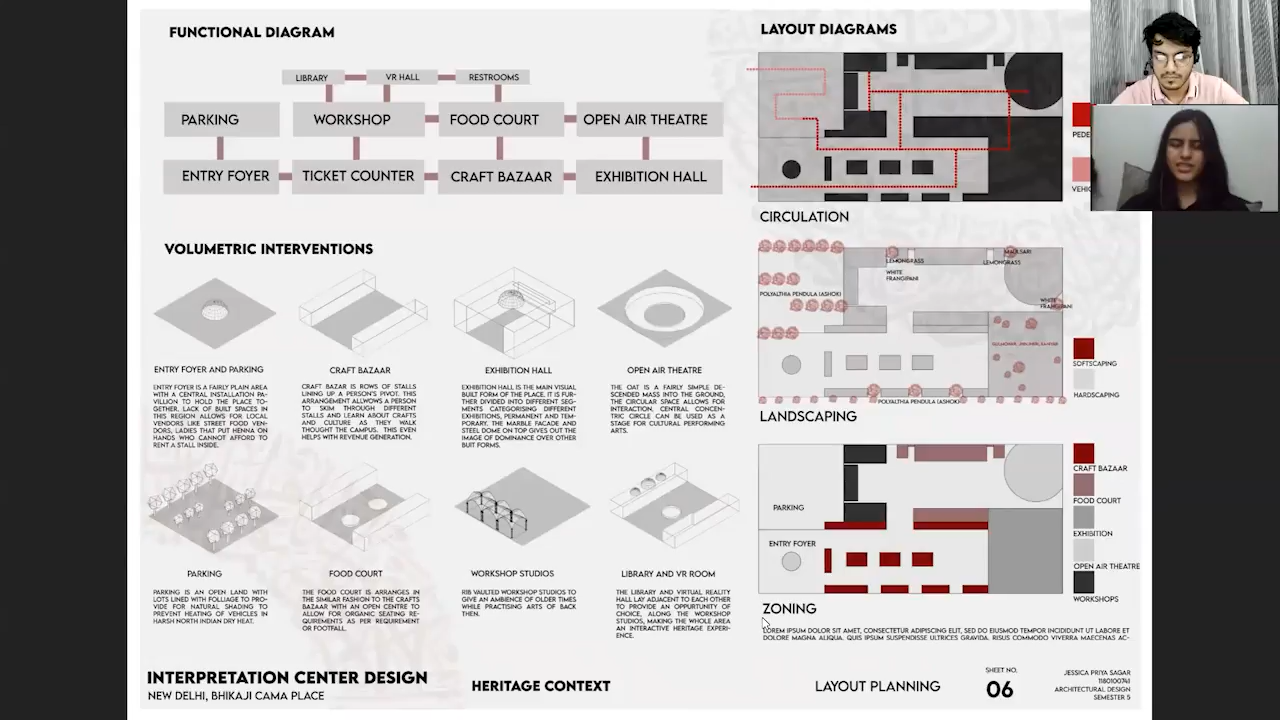 FUNCTIONAL DIAGRAM
LIBRARY
VR HALL
RESTROOMS
PARKING
WORKSHOP
FOOD COURT
OPEN AIR THEATRE
ENTRY FOYER
TICKET COUNTER
CRAFT BAZAAR
EXHIBITION HALL
LAYOUT DIAGRAMS
PEDE
VEHIC
CIRCULATION
VOLUMETRIC INTERVENTIONS
ENTRY FOYER AND PARKING
ENTRY FOYER IS A FAIRLY PLAIN AREA
WITH A CENTRAL INSTALLATION PA-
VILLION TO HOLD THE PLACE TO-
GETHER. LACK OF BUILT SPACES IN
THIS REGION ALLOWS FOR LOCAL
VENDORS LIKE STREET FOOD VEN-
DORS, LADIES THAT PUT HENNA ON
HANDS WHO CANNOT AFFORD TO
RENT A STALL INSIDE.
CRAFT BAZAAR
CRAFT BAZAR IS ROWS OF STALLS
LINING UP A PERSON'S PIVOT. THIS
ARRANGEMENT ALLWOWS A PERSON
TO SKIM THROUGH DIFFERENT
STALLS AND LEARN ABOUT CRAFTS
AND CULTURE AS THEY WALK
THOUGHT THE CAMPUS. THIS EVEN
HELPS WITH REVENUE GENERATION.
EXHIBITION HALL
EXHIBITION HALL IS THE MAIN VISUAL
BUILT FORM OF THE PLACE. IT IS FUR-
THER DIVIDED INTO DIFFERENT SEG-
MENTS CATEGORISING DIFFERENT
EXHIBITIONS, PERMANENT AND TEM-
PORARY. THE MARBLE FACADE AND
STEEL DOME ON TOP GIVES OUT THE
IMAGE OF DOMINANCE OVER OTHER
BUIT FORMS.
OPEN AIR THEATRE
THE OAT IS A FAIRLY SIMPLE DE-
SCENDED MASS INTO THE GROUND,
THE CIRCULAR SPACE ALLOWS FOR
INTERACTION. CENTRAL CONCEN-
TRIC CIRCLE CAN BE USED AS A
STAGE FOR CULTURAL PERFORMING
ARTS.
LEMONGRASS
WHITE
FRANGIPANI
LEMONGRASS
POLYALTHIA PENDULA (ASHOK)
WHITE
FRANGIPANI
POLYALTHIA PENDULA (ASHOK)
SOFTSCAPING
HARDSCAPING
LANDSCAPING
PARKING
PARKING IS AN OPEN LAND WITH
LOTS LINED WITH FOLLIAGE TO PRO-
VIDE FOR NATURAL SHADING TO
PREVENT HEATING OF VEHICLES IN
HARSH NORTH INDIAN DRY HEAT.
FOOD COURT
THE FOOD COURT IS ARRANGES IN
THE SIMILAR FASHION TO THE CRAFTS
BAZAAR WITH AN OPEN CENTRE TO
ALLOW FOR ORGANIC SEATING RE-
QUIREMENTS AS PER REQUIREMENT
OR FOOTFALL.
WORKSHOP STUDIOS
RIB VAULTED WORKSHOP STUDIOS TO
GIVE AN AMBIENCE OF OLDER TIMES
WHILE PRACTISING ARTS OF BACK
THEN.
LIBRARY AND VR ROOM
THE LIBRARY AND VIRTUAL REALITY
HALL LAY ADJACENT TO EACH OTHER
TO PROVIDE AN OPPURTUNITY OF
CHOICE, ALONG THE WORKSHOP
STUDIOS, MAKING THE WHOLE AREA
AN INTERACTIVE HERITAGE EXPERI-
ENCE.
PARKING
ENTRY FOYER
CRAFT BAZAAR
FOOD COURT
EXHIBITION
OPEN AIR THEATRE
WORKSHOPS
ZONING
LOREM IPSUM DOLOR SIT AMET, CONSECTETUR ADIPISCING ELIT, SED DO EIUSMOD TEMPOR INCIDIDUNT UT LABORE ET
DOLORE MAGNA ALIQUA. QUIS IPSUM SUSPENDISSE ULTRICES GRAVIDA. RISUS COMMODO VIVERRA MAECENAS AC-
INTERPRETATION CENTER DESIGN
NEW DELHI, BHIKAJI CAMA PLACE
HERITAGE CONTEXT
LAYOUT PLANNING
SHEET NO.
06
JESSICA PRIYA SAGAR
1180100741
ARCHITECTURAL DESIGN
SEMESTER 5